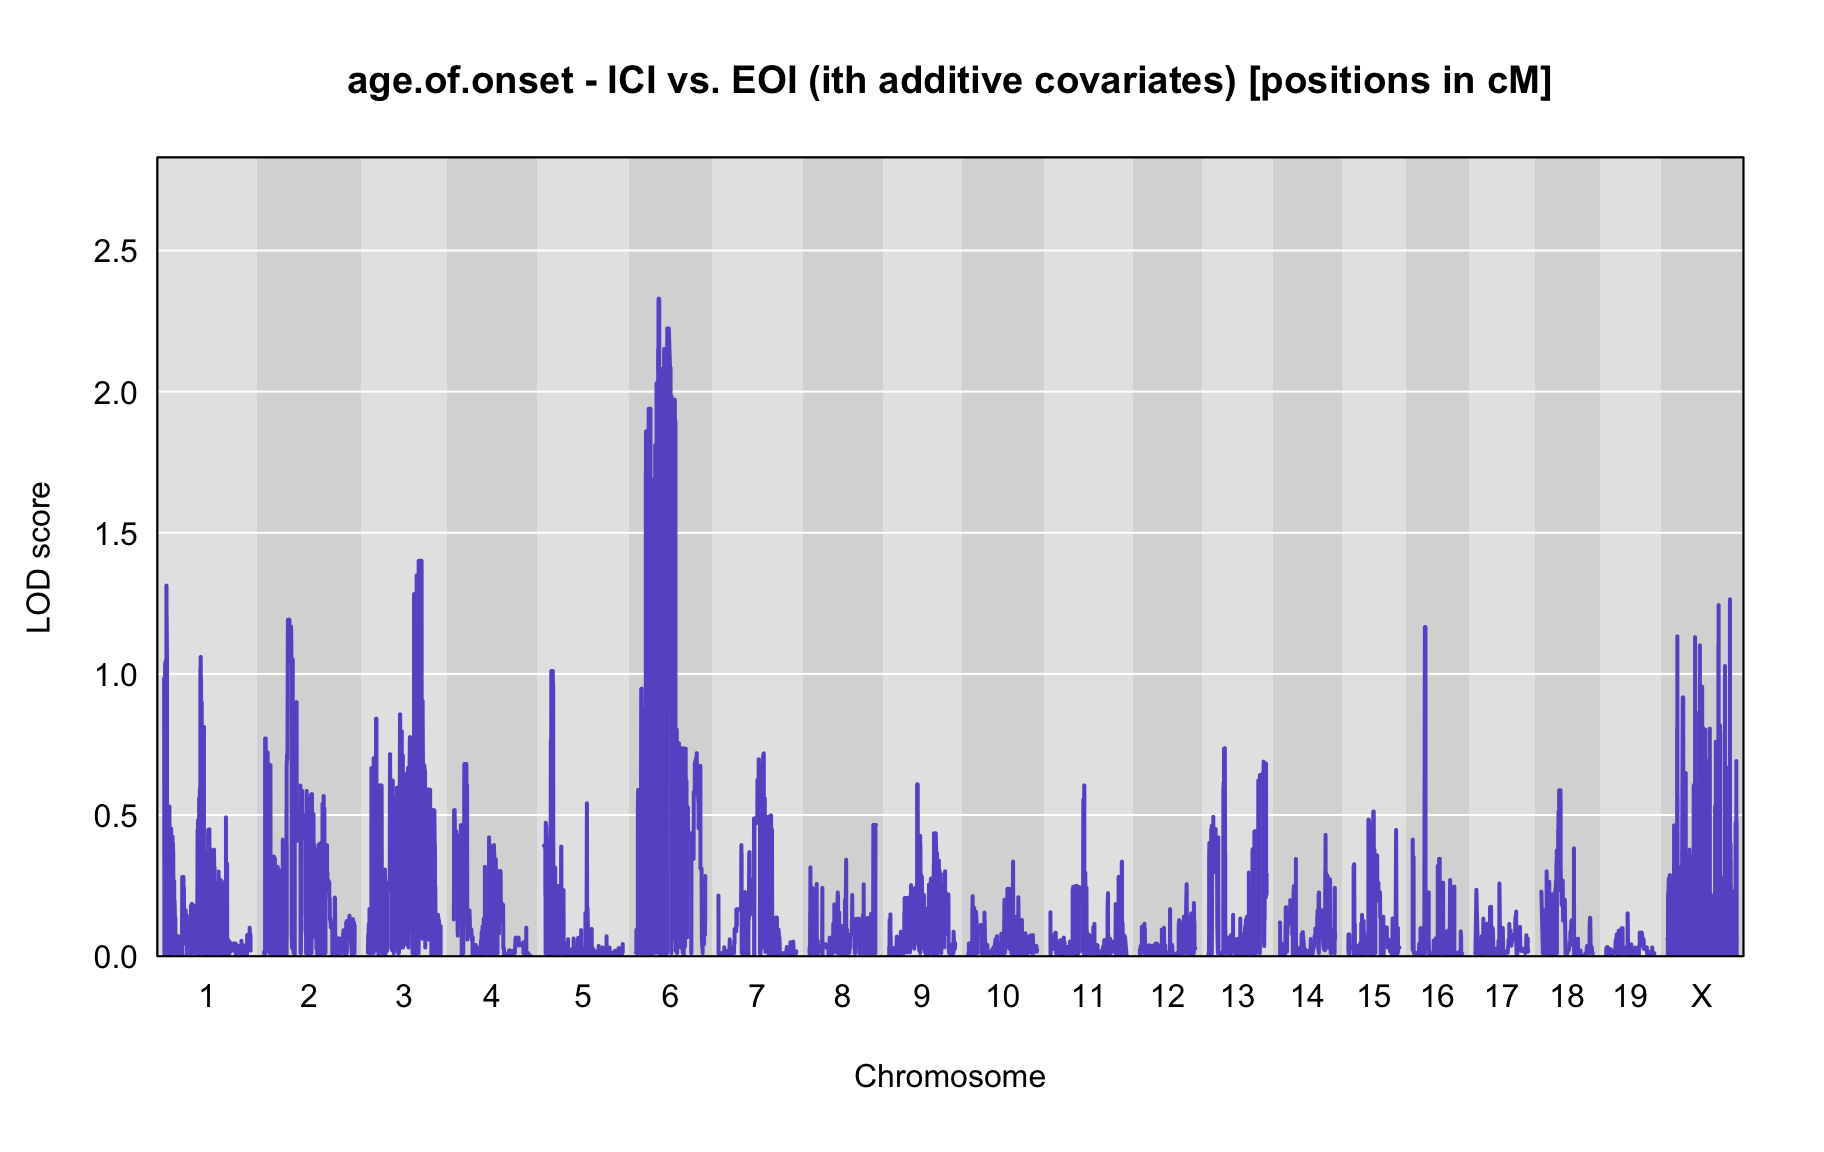 age.of.onset - ICI vs. EOI (ith additive covariates) [positions in cM]
2.5
2.0
1.5
1.0
0.5
0.0
LOD score
1 2 3 4 5 6 7 8 9 10 11 12 13 14 15 16 17 18 19 X
Chromosome